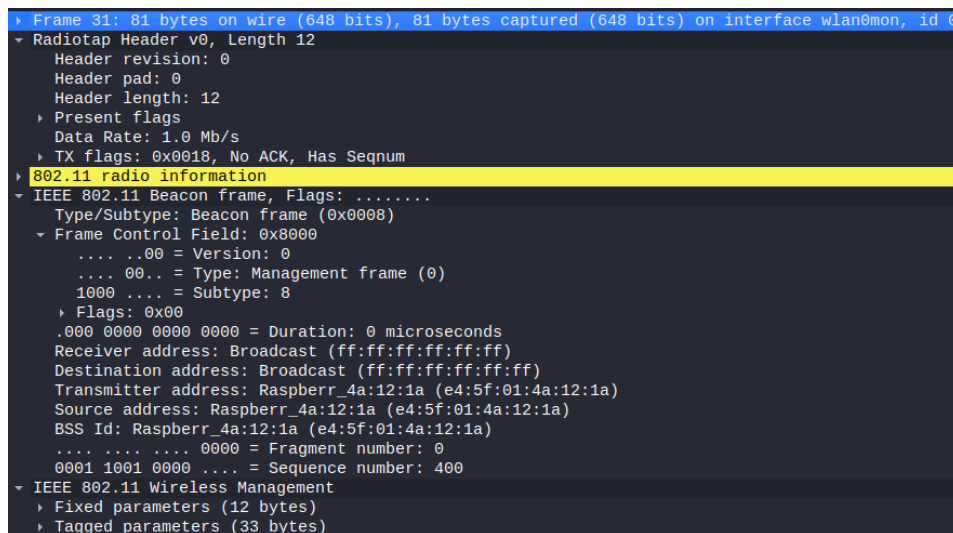 Frame 31: 81 bytes on wire (648 bits), 81 bytes captured (648 bits) on interface wlan0mon, id 0
Radiotap Header v0, Length 12
Header revision: 0
Header pad: 0
Header length: 12
Present flags
Data Rate: 1.0 Mb/s
TX flags: 0x0018, No ACK, Has Seqnum
802.11 radio information
IEEE 802.11 Beacon frame, Flags: ........
Type/Subtype: Beacon frame (0x0008)
Frame Control Field: 0x8000
.... ..00 = Version: 0
.... 00.. = Type: Management frame (0)
1000 .... = Subtype: 8
Flags: 0x00
.000 0000 0000 0000 = Duration: 0 microseconds
Receiver address: Broadcast (ff:ff:ff:ff:ff:ff)
Destination address: Broadcast (ff:ff:ff:ff:ff:ff)
Transmitter address: Raspberr_4a:12:1a (e4:5f:01:4a:12:1a)
Source address: Raspberr_4a:12:1a (e4:5f:01:4a:12:1a)
BSS Id: Raspberr_4a:12:1a (e4:5f:01:4a:12:1a)
.... .... .... 0000 = Fragment number: 0
0001 1001 0000 .... = Sequence number: 400
IEEE 802.11 Wireless Management
Fixed parameters (12 bytes)
Tagged parameters (33 bytes)